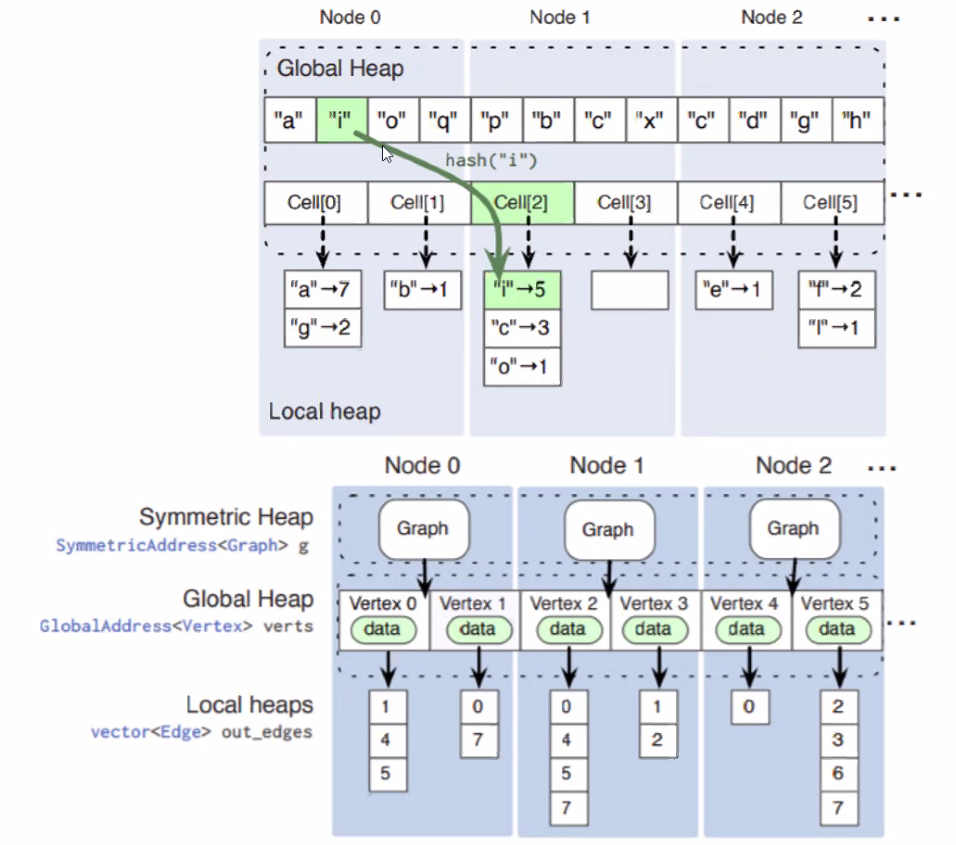 Node 0 Node 1 Node 2 ...
Global Heap
"a" "i" "o" "q" "p" "b" "c" "x" "c" "d" "g" "h"
hash("i")
Cell[0] Cell[1] Cell[2] Cell[3] Cell[4] Cell[5] ...
"a"→7 "b"→1 "i"→5 "e"→1 "f"→2
"g"→2 "c"→3 "l"→1
"o"→1
Local heap
Node 0 Node 1 Node 2 ...
Symmetric Heap Graph Graph Graph
SymmetricAddress<Graph> g
Global Heap Vertex 0 Vertex 1 Vertex 2 Vertex 3 Vertex 4 Vertex 5
GlobalAddress<Vertex> verts data data data data data data ...
Local heaps 1 0 0 1 0 2
vector<Edge> out_edges 4 7 4 2 3
5 5 6
7 7